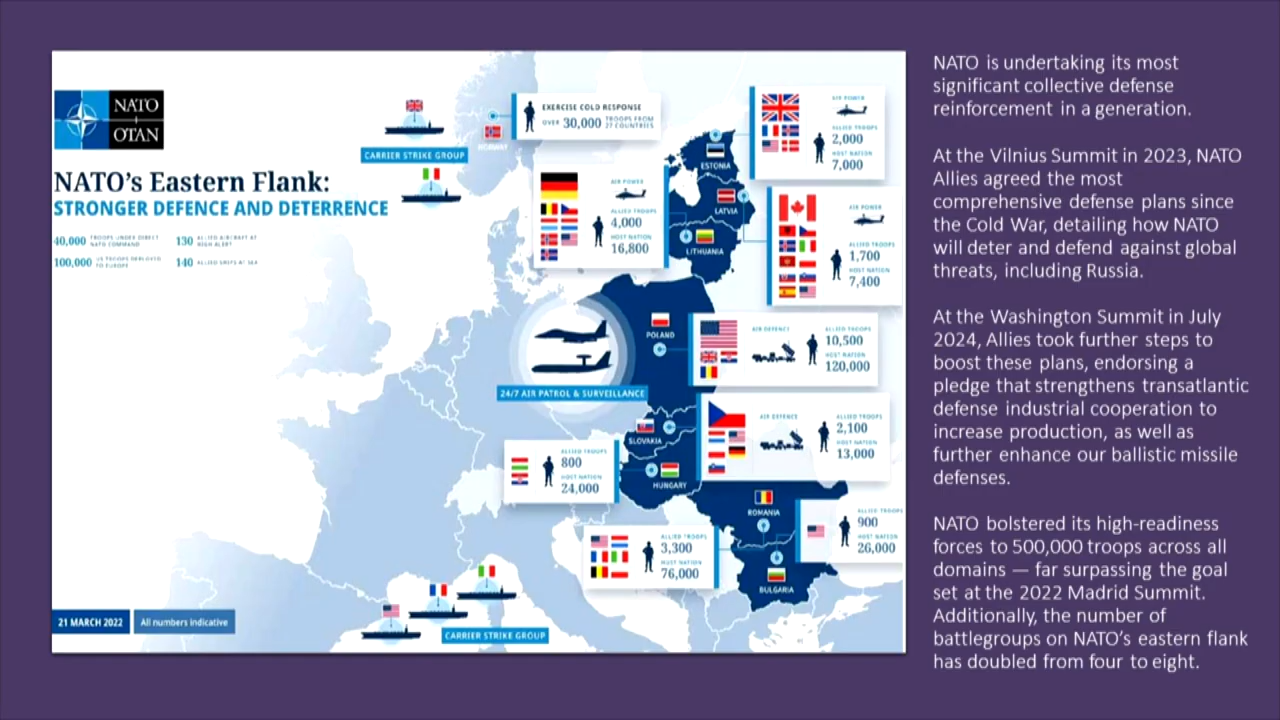 NATO
OTAN
NATO's Eastern Flank:
STRONGER DEFENCE AND DETERRENCE
40,000 TROOPS UNDER DIRECT NATO COMMAND
130 ALLIED AIRCRAFT AT HIGH ALERT
100,000 US TROOPS DEPLOYED TO EUROPE
140 ALLIED SHIPS AT SEA
CARRIER STRIKE GROUP
NORWAY
EXERCISE COLD RESPONSE
OVER 30,000 TROOPS FROM 27 COUNTRIES
ESTONIA
AIR POWER
ALLIED TROOPS
2,000
HOST NATION
7,000
LATVIA
AIR POWER
ALLIED TROOPS
1,700
HOST NATION
7,400
LITHUANIA
AIR POWER
ALLIED TROOPS
4,000
HOST NATION
16,800
POLAND
AIR DEFENCE
ALLIED TROOPS
10,500
HOST NATION
120,000
24/7 AIR PATROL & SURVEILLANCE
SLOVAKIA
AIR DEFENCE
ALLIED TROOPS
2,100
HOST NATION
13,000
HUNGARY
ALLIED TROOPS
800
HOST NATION
24,000
ROMANIA
ALLIED TROOPS
3,300
HOST NATION
76,000
BULGARIA
ALLIED TROOPS
900
HOST NATION
26,000
CARRIER STRIKE GROUP
21 MARCH 2022
All numbers indicative
NATO is undertaking its most
significant collective defense
reinforcement in a generation.
At the Vilnius Summit in 2023, NATO
Allies agreed the most
comprehensive defense plans since
the Cold War, detailing how NATO
will deter and defend against global
threats, including Russia.
At the Washington Summit in July
2024, Allies took further steps to
boost these plans, endorsing a
pledge that strengthens transatlantic
defense industrial cooperation to
increase production, as well as
further enhance our ballistic missile
defenses.
NATO bolstered its high-readiness
forces to 500,000 troops across all
domains — far surpassing the goal
set at the 2022 Madrid Summit.
Additionally, the number of
battlegroups on NATO's eastern flank
has doubled from four to eight.